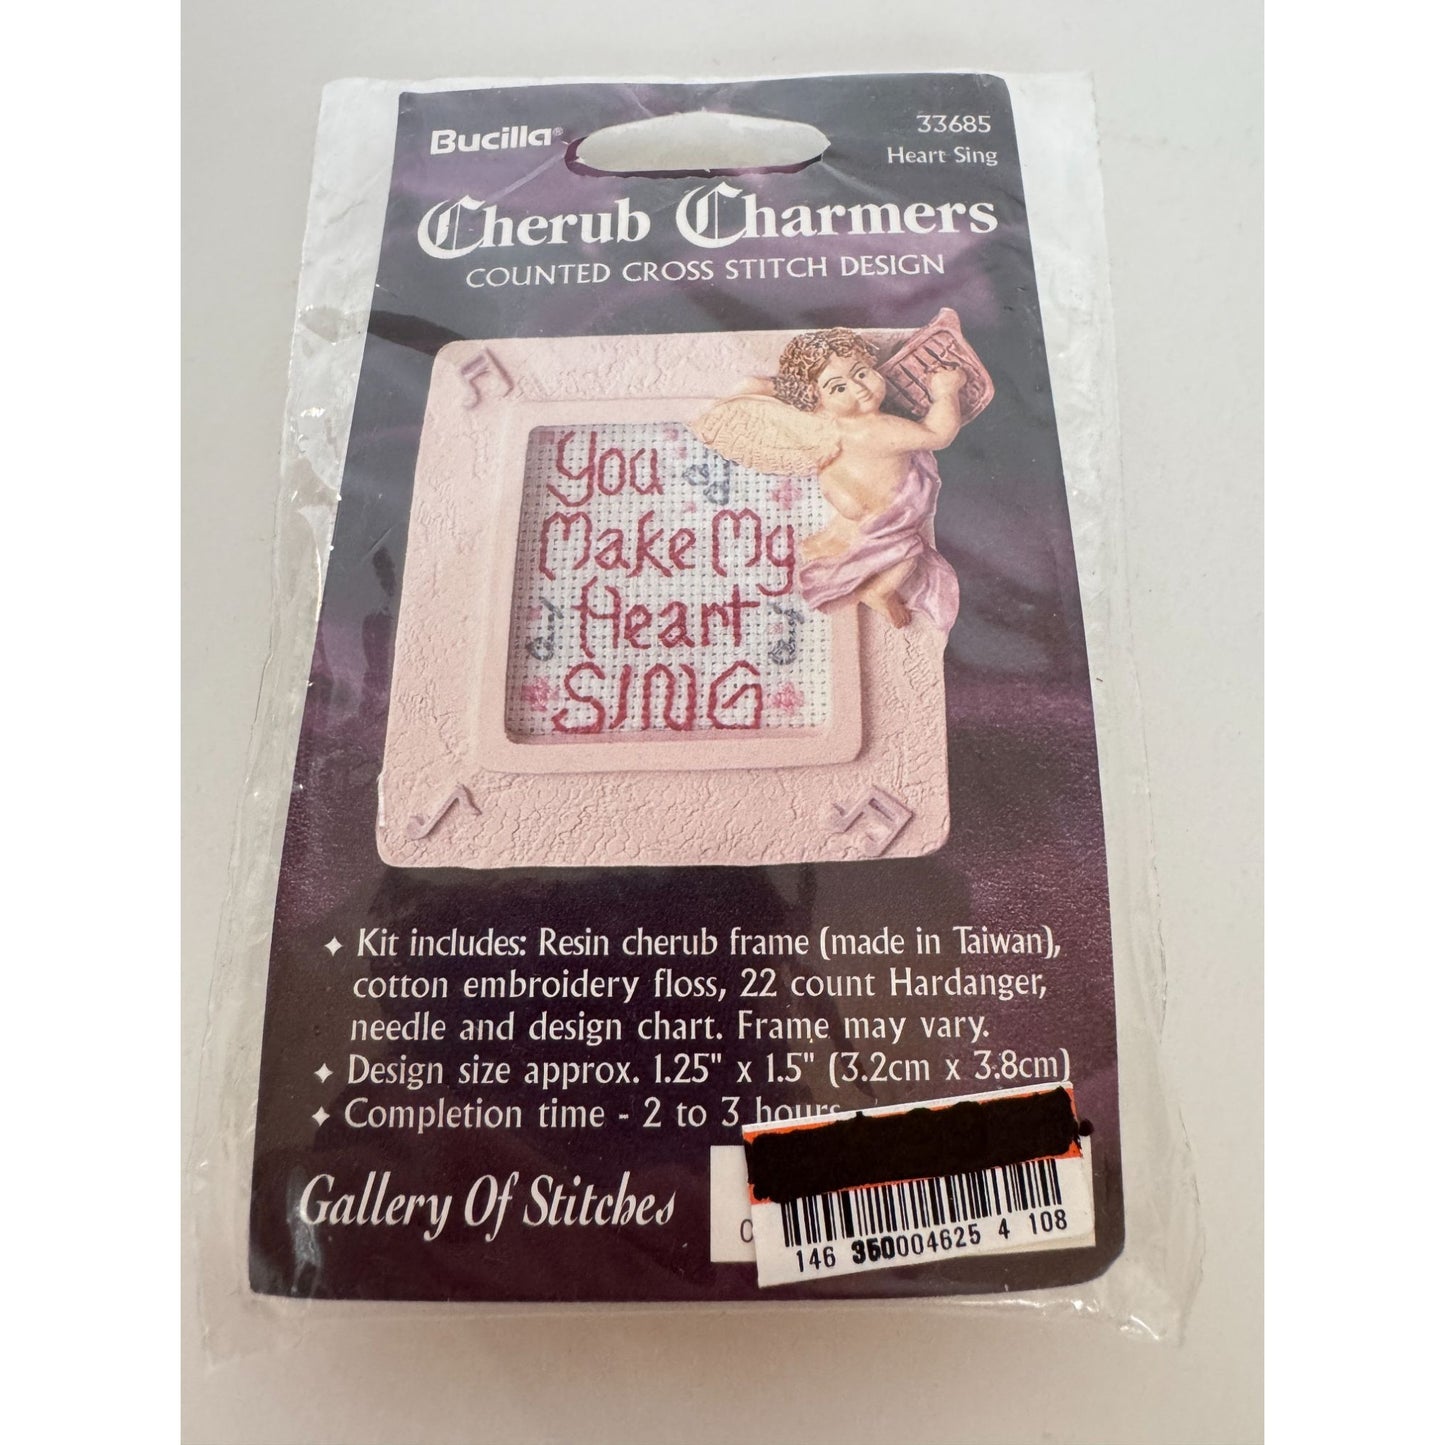 Bucilla®
33685
Heart Sing
Cherub Charmers
COUNTED CROSS STITCH DESIGN
You
Make My
Heart
SING
✦ Kit includes: Resin cherub frame (made in Taiwan),
cotton embroidery floss, 22 count Hardanger,
needle and design chart. Frame may vary.
✦ Design size approx. 1.25" x 1.5" (3.2cm x 3.8cm)
✦ Completion time - 2 to 3 hours
Gallery Of Stitches
146 350004625 4 108